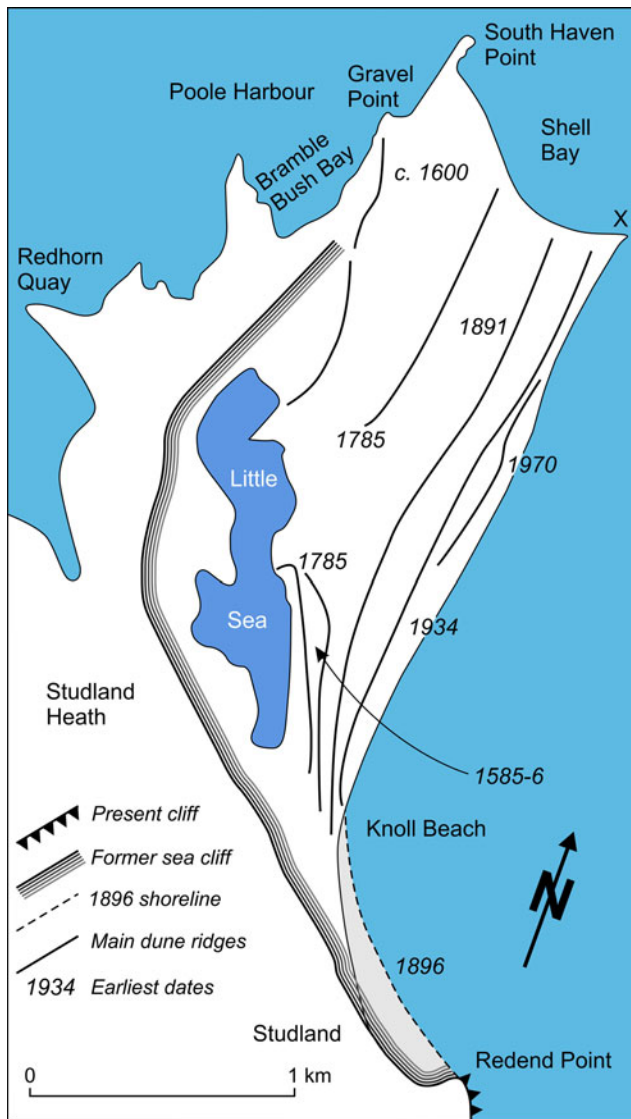 South Haven
Point
Gravel
Point
Poole Harbour
Shell
Bay
Bramble
Bush Bay
c. 1600
X
Redhorn
Quay
1891
1785
1970
Little
1785
Sea
1934
Studland
Heath
1585-6
Present cliff
Knoll Beach
Former sea cliff
N
1896 shoreline
Main dune ridges
1896
1934 Earliest dates
Studland
Redend Point
0 1 km